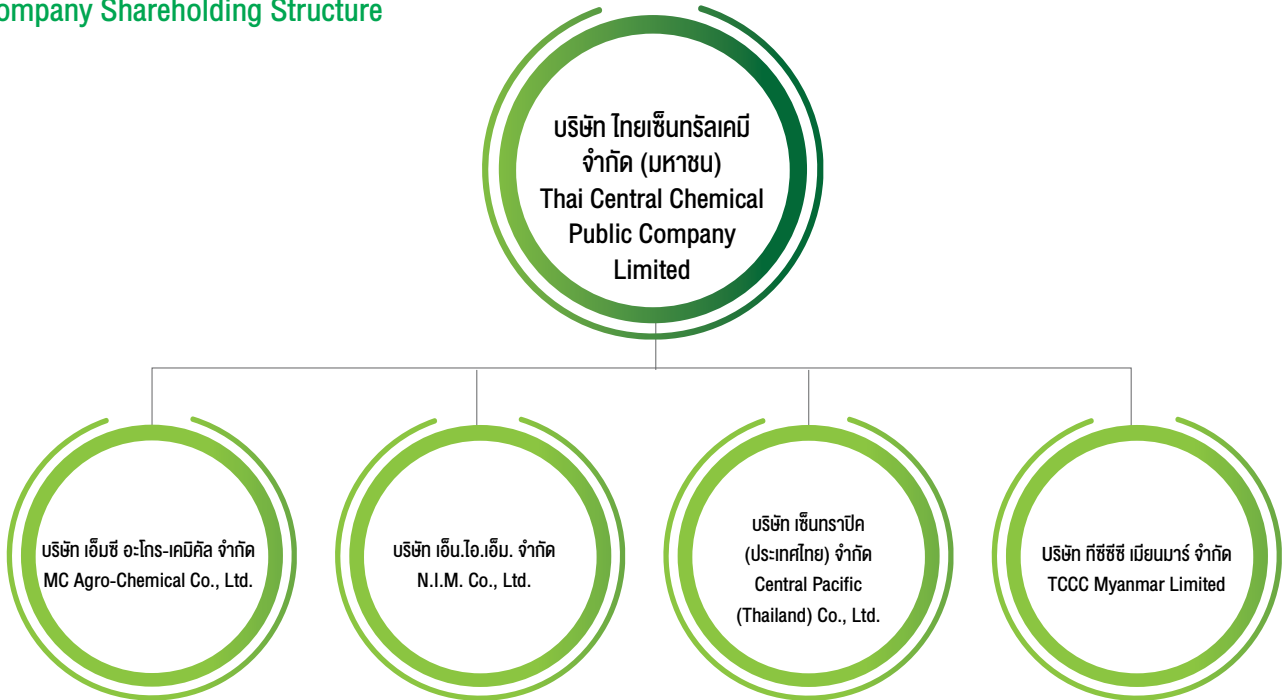 ompany Shareholding Structure
บริษัท ไทยเซ็นทรัลเคมี
จำกัด (มหาชน)
Thai Central Chemical
Public Company
Limited
บริษัท เอ็มซี อะโกร-เคมิคัล จำกัด
MC Agro-Chemical Co., Ltd.
บริษัท เอ็น.ไอ.เอ็ม. จำกัด
N.I.M. Co., Ltd.
บริษัท เซ็นทราปิค
(ประเทศไทย) จำกัด
Central Pacific
(Thailand) Co., Ltd.
บริษัท ทีซีซีซี เมียนมาร์ จำกัด
TCCC Myanmar Limited